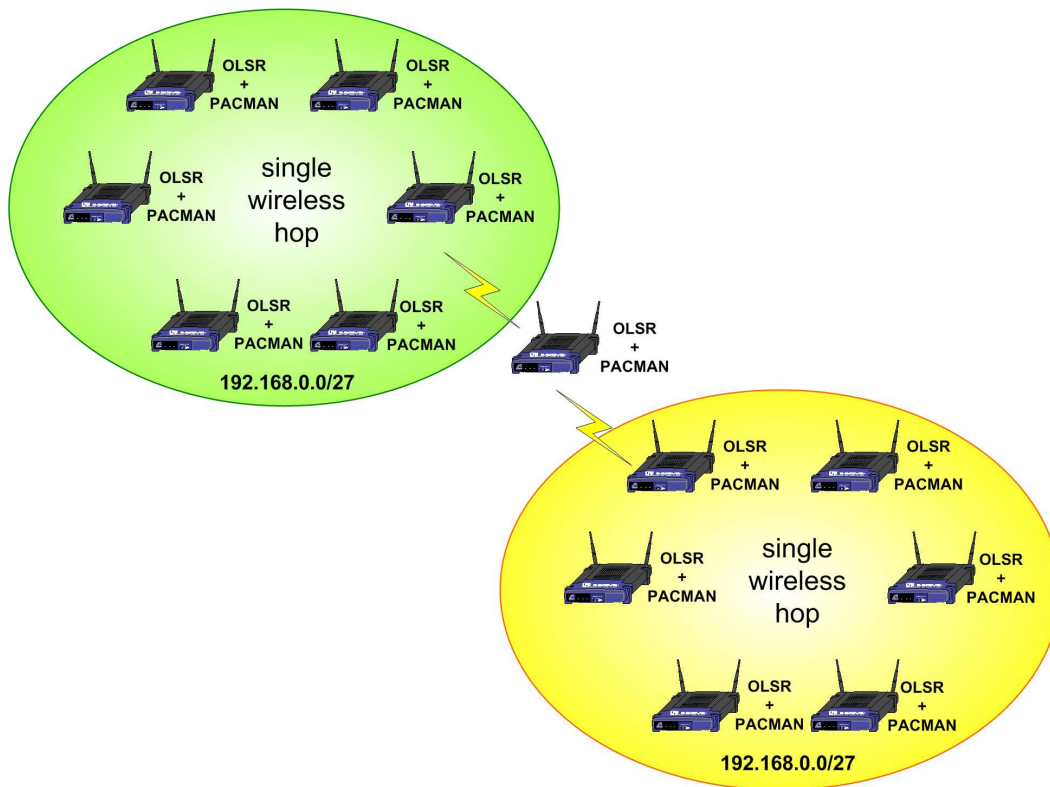 OLSR
+
PACMAN
OLSR
+
PACMAN
OLSR
+
PACMAN
single
wireless
hop
OLSR
+
PACMAN
OLSR
+
PACMAN
OLSR
+
PACMAN
192.168.0.0/27
OLSR
+
PACMAN
OLSR
+
PACMAN
OLSR
+
PACMAN
OLSR
+
PACMAN
single
wireless
hop
OLSR
+
PACMAN
OLSR
+
PACMAN
OLSR
+
PACMAN
192.168.0.0/27